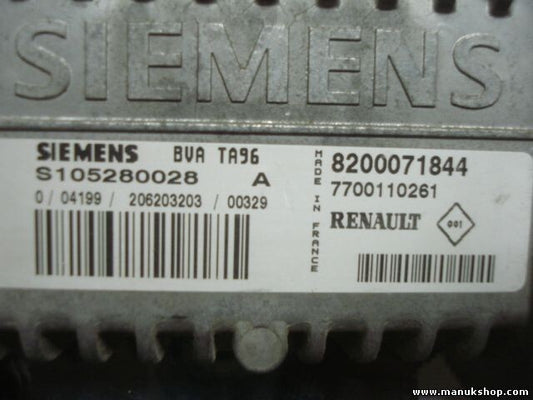 SIEMENS
SIEMENS BVA TA96
S105280028 A
0 / 04199 / 206203203 / 00329
MADE IN FRANCE
8200071844
7700110261
RENAULT 001
www.manukshop.com